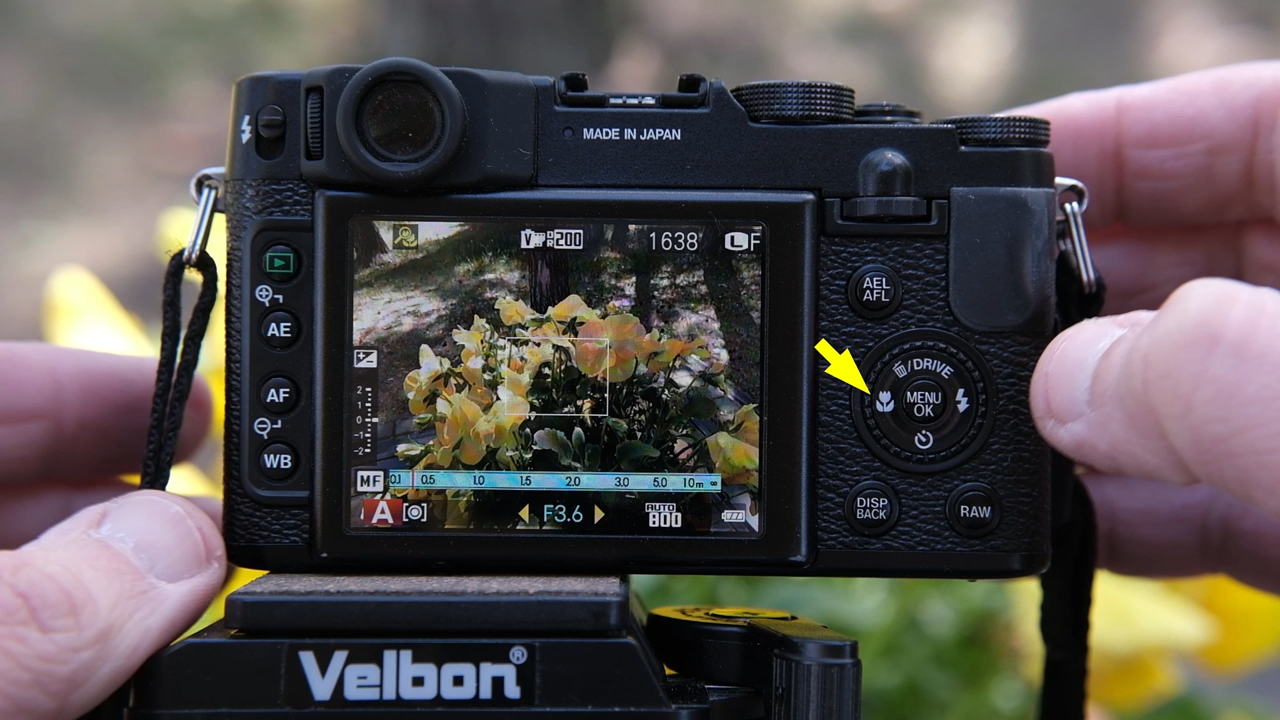 MADE IN JAPAN
V DR 200
1638
L F
AE
AF
WB
2
1
0
-1
-2
MF 0.1 0.5 1.0 1.5 2.0 3.0 5.0 10m ∞
A
F3.6
AUTO
800
AEL
AFL
/DRIVE
MENU
OK
DISP
BACK
RAW
Velbon®